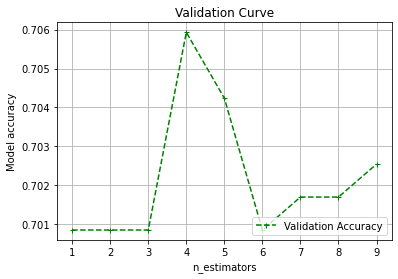 Validation Curve
0.706
0.705
0.704
0.703
0.702
0.701
Model accuracy
Validation Accuracy
1 2 3 4 5 6 7 8 9
n_estimators